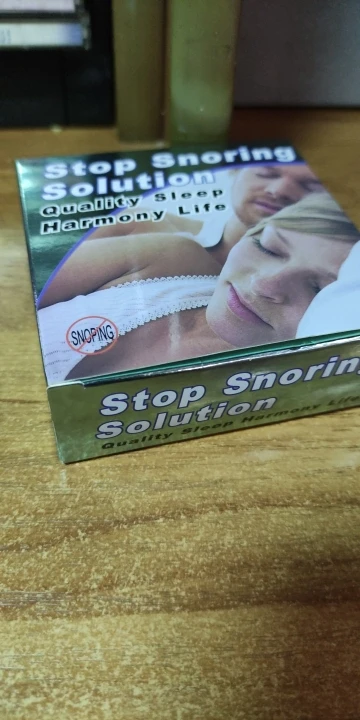 Stop Snoring
Solution
Quality Sleep
Harmony Life
SNOPING
Stop Snoring
Solution
Quality Sleep Harmony Life